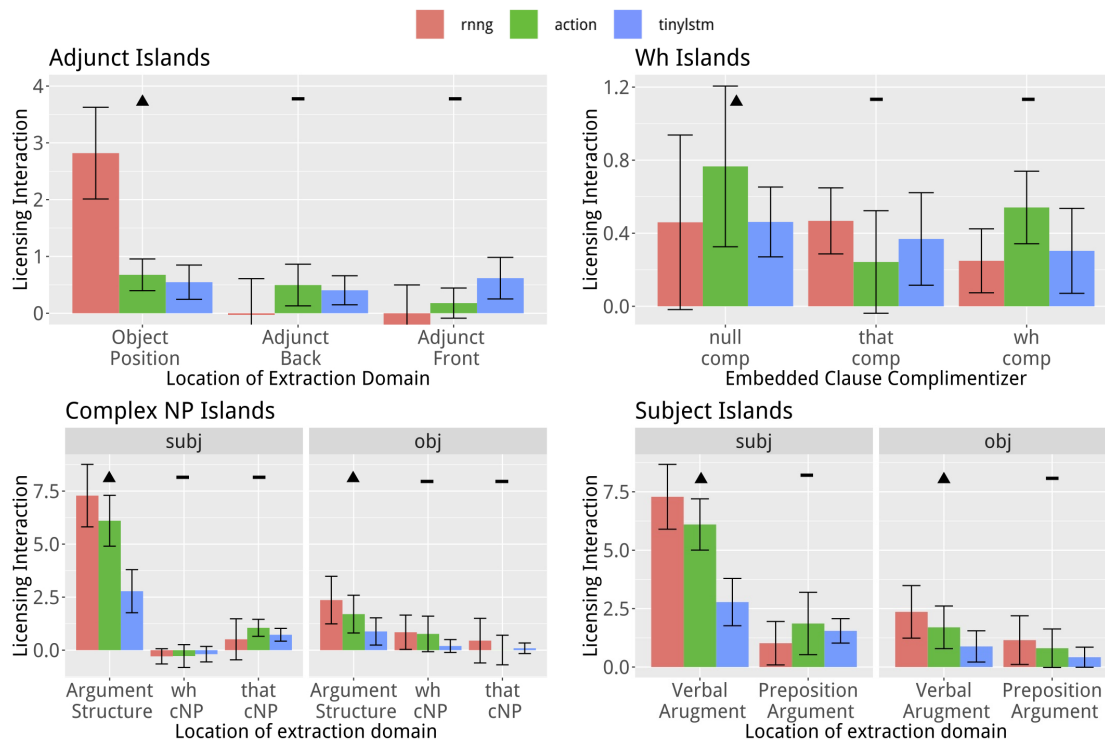 rnng action tinylstm
Adjunct Islands
Licensing Interaction
4
3
2
1
0
Object Position
Adjunct Back
Adjunct Front
Location of Extraction Domain
Wh Islands
Licensing Interaction
1.2
0.8
0.4
0.0
null comp
that comp
wh comp
Embedded Clause Complimentizer
Complex NP Islands
subj obj
Licensing Interaction
7.5
5.0
2.5
0.0
Argument Structure
wh cNP
that cNP
Argument Structure
wh cNP
that cNP
Location of extraction domain
Subject Islands
subj obj
Licensing Interaction
7.5
5.0
2.5
0.0
Verbal Arugment
Preposition Argument
Verbal Arugment
Preposition Argument
Location of extraction domain